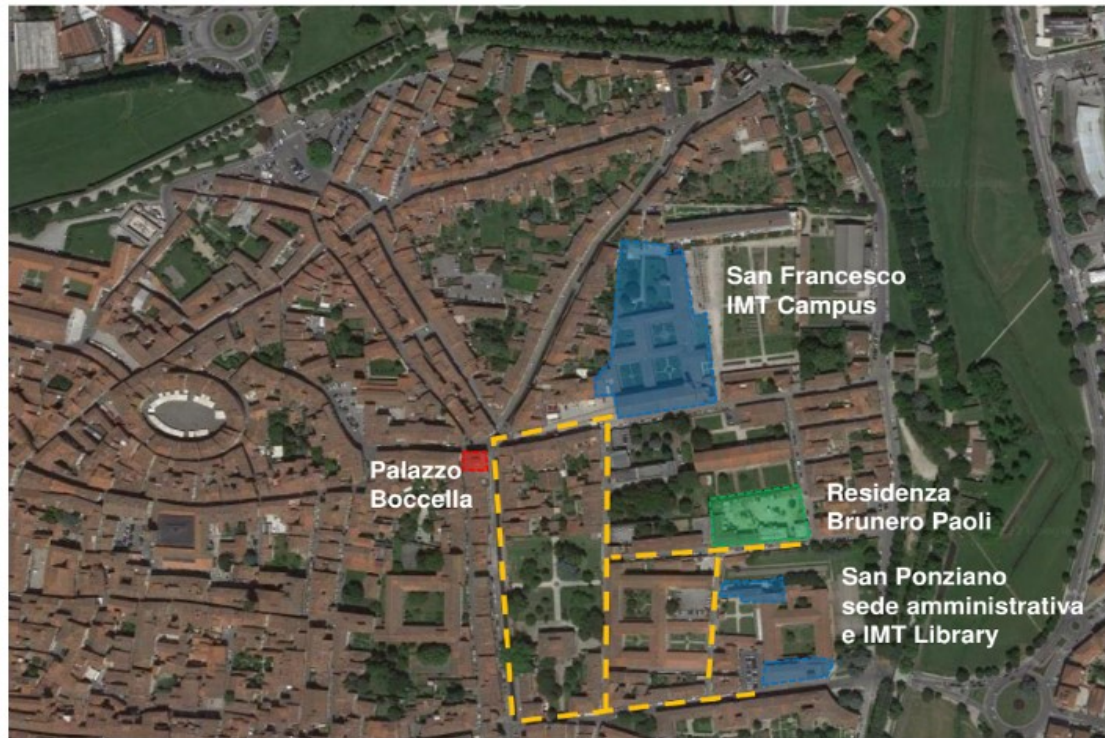 San Francesco
IMT Campus
Palazzo
Boccella
Residenza
Brunero Paoli
San Ponziano
sede amministrativa
e IMT Library